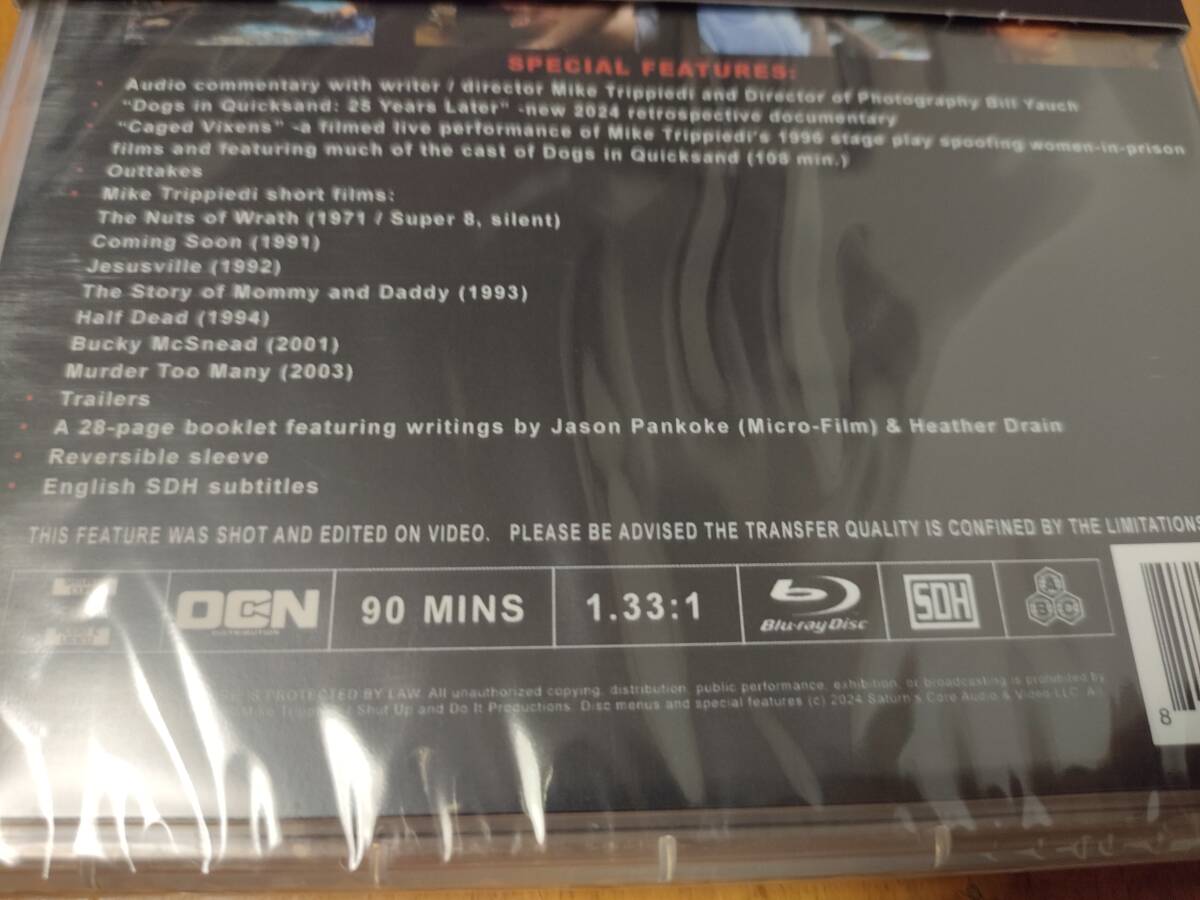 SPECIAL FEATURES:
Audio commentary with writer / director Mike Trippiedi and Director of Photography Bill Yauch
"Dogs in Quicksand: 25 Years Later" -new 2024 retrospective documentary
"Caged Vixens" -a filmed live performance of Mike Trippiedi's 1996 stage play spoofing women-in-prison
films and featuring much of the cast of Dogs in Quicksand (106 min.)
Outtakes
Mike Trippiedi short films:
The Nuts of Wrath (1971 / Super 8, silent)
Coming Soon (1991)
Jesusville (1992)
The Story of Mommy and Daddy (1993)
Half Dead (1994)
Bucky McSnead (2001)
Murder Too Many (2003)
Trailers
A 28-page booklet featuring writings by Jason Pankoke (Micro-Film) & Heather Drain
Reversible sleeve
English SDH subtitles
THIS FEATURE WAS SHOT AND EDITED ON VIDEO. PLEASE BE ADVISED THE TRANSFER QUALITY IS CONFINED BY THE LIMITATION
OCN DISTRIBUTION 90 MINS 1.33:1 Blu-ray Disc SDH ABC
IS PROTECTED BY LAW. All unauthorized copying, distribution, public performance, exhibition, or broadcasting is prohibited by
Mike Shut Up and Do It Productions. Disc menus and special features (c) 2024 Saturn's Core Audio & Video LLC.
8